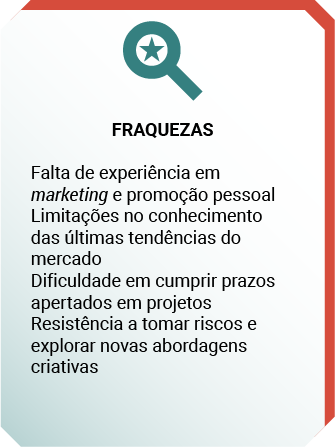 FRAQUEZAS
Falta de experiência em
marketing e promoção pessoal
Limitações no conhecimento
das últimas tendências do
mercado
Dificuldade em cumprir prazos
apertados em projetos
Resistência a tomar riscos e
explorar novas abordagens
criativas